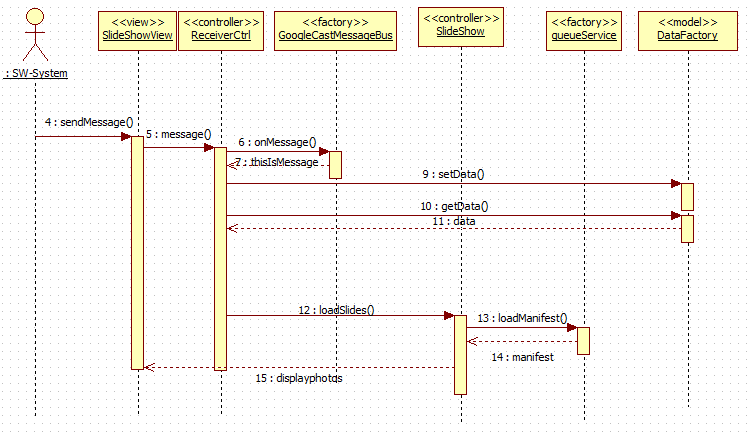 <<view>>
SlideShowView
<<controller>>
ReceiverCtrl
<<factory>>
GoogleCastMessageBus
<<controller>>
SlideShow
<<factory>>
queueService
<<model>>
DataFactory
: SW-System
4 : sendMessage()
5 : message()
6 : onMessage()
7 : thisIsMessage
9 : setData()
10 : getData()
11 : data
12 : loadSlides()
13 : loadManifest()
14 : manifest
15 : displayphotos